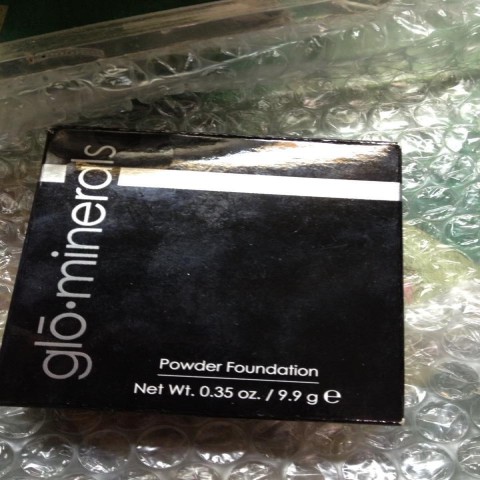 glō·minerals
Powder Foundation
Net Wt. 0.35 oz. / 9.9 g ℮